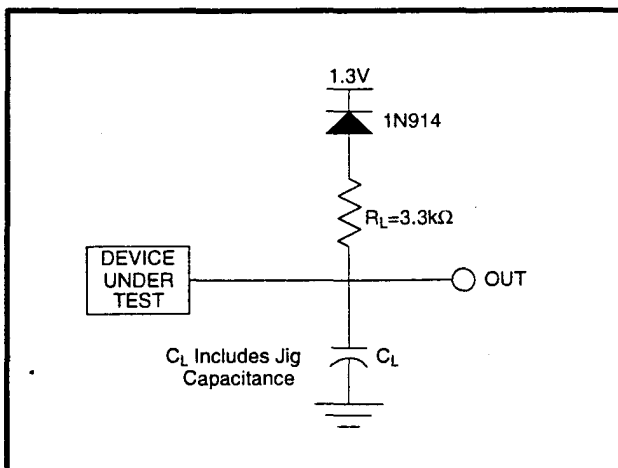 1.3V
1N914
R_L=3.3kΩ
DEVICE
UNDER
TEST
OUT
C_L Includes Jig
Capacitance
C_L